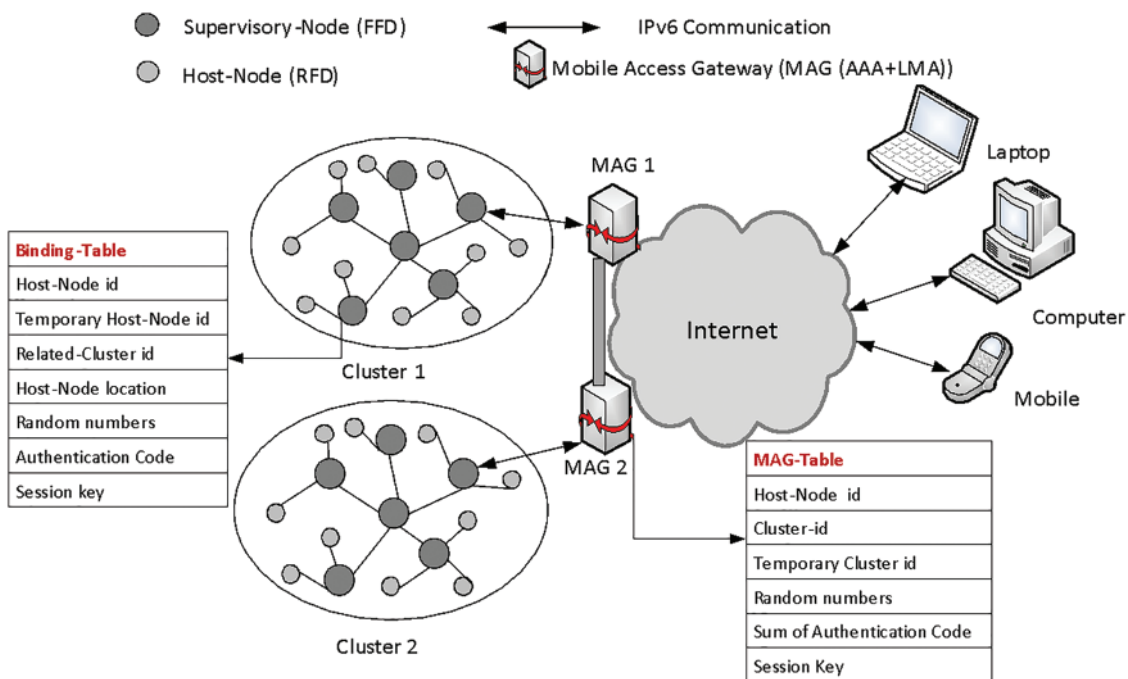 Supervisory-Node (FFD)
IPv6 Communication
Host-Node (RFD)
Mobile Access Gateway (MAG (AAA+LMA))
Laptop
MAG 1
Binding-Table
Host-Node id
Temporary Host-Node id
Related-Cluster id
Host-Node location
Random numbers
Authentication Code
Session key
Cluster 1
Internet
Computer
Mobile
MAG 2
MAG-Table
Host-Node id
Cluster-id
Temporary Cluster id
Random numbers
Sum of Authentication Code
Session Key
Cluster 2